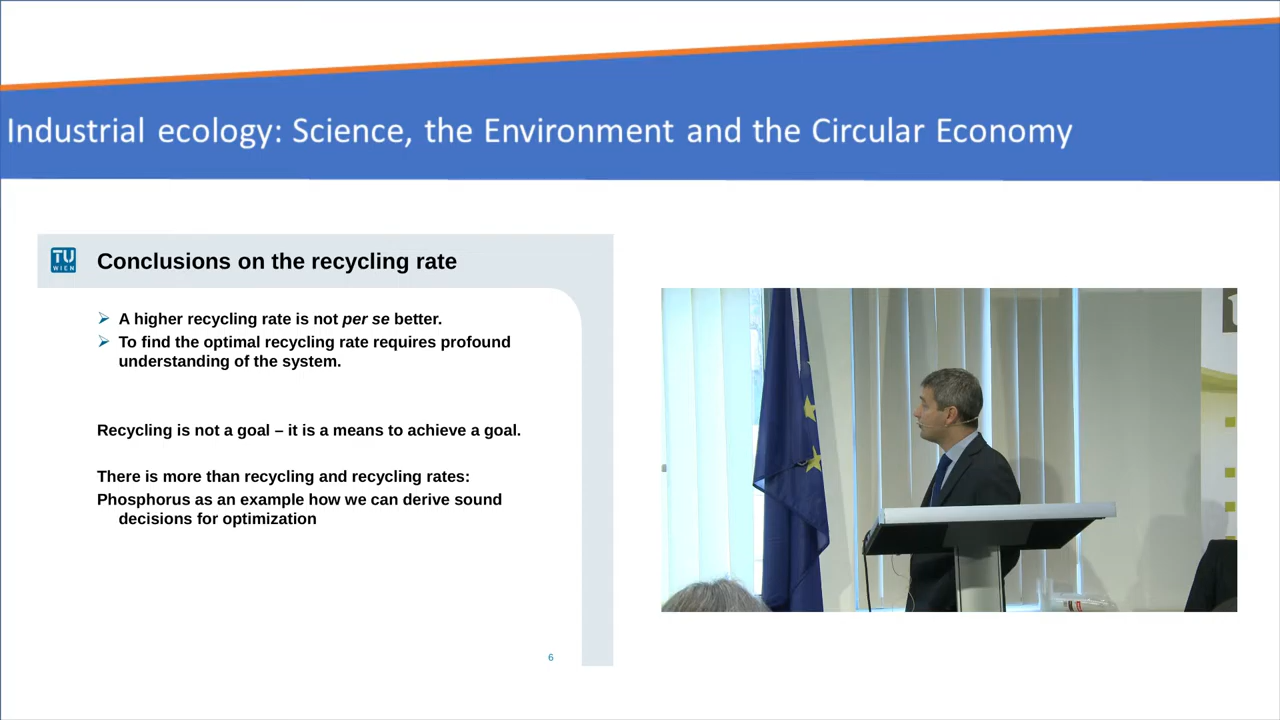 Industrial ecology: Science, the Environment and the Circular Economy
TU
WIEN
Conclusions on the recycling rate
A higher recycling rate is not per se better.
To find the optimal recycling rate requires profound
understanding of the system.
Recycling is not a goal – it is a means to achieve a goal.
There is more than recycling and recycling rates:
Phosphorus as an example how we can derive sound
decisions for optimization
6